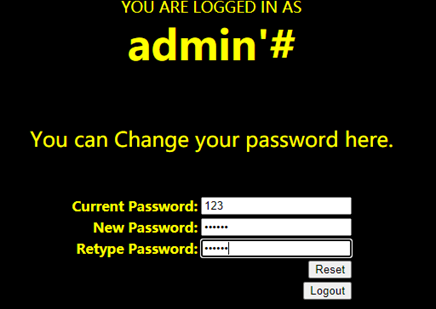 YOU ARE LOGGED IN AS
admin'#
You can Change your password here.
Current Password: 123
New Password: ••••••
Retype Password: ••••••
Reset
Logout